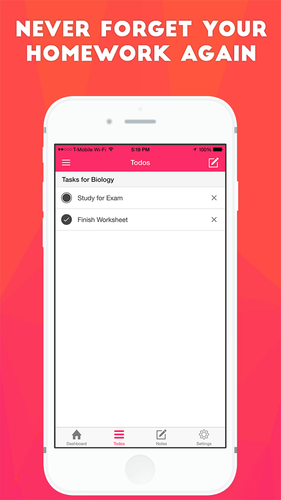 NEVER FORGET YOUR
HOMEWORK AGAIN
T-Mobile Wi-Fi 5:19 PM 100%
Todos
Tasks for Biology
Study for Exam
Finish Worksheet
Dashboard Todos Notes Settings